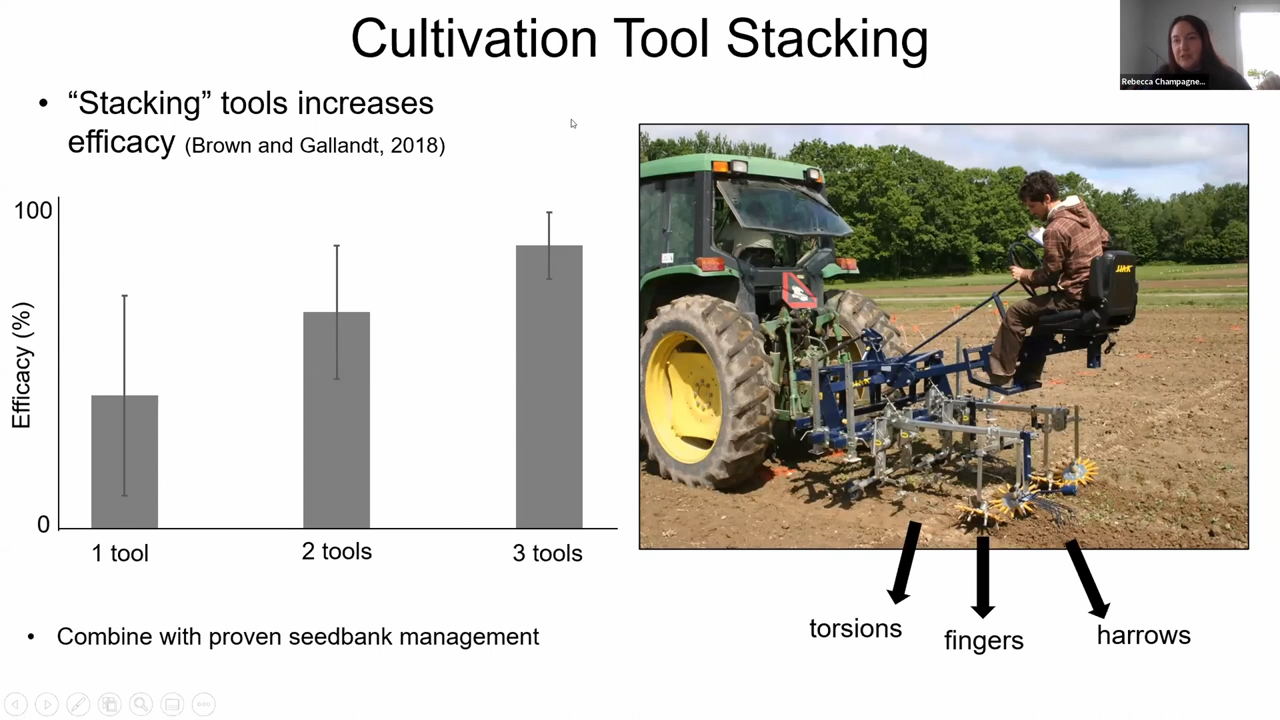 Cultivation Tool Stacking
Rebecca Champagne...
• “Stacking” tools increases
efficacy (Brown and Gallandt, 2018)
100
Efficacy (%)
0
1 tool
2 tools
3 tools
HAK
torsions
fingers
harrows
• Combine with proven seedbank management